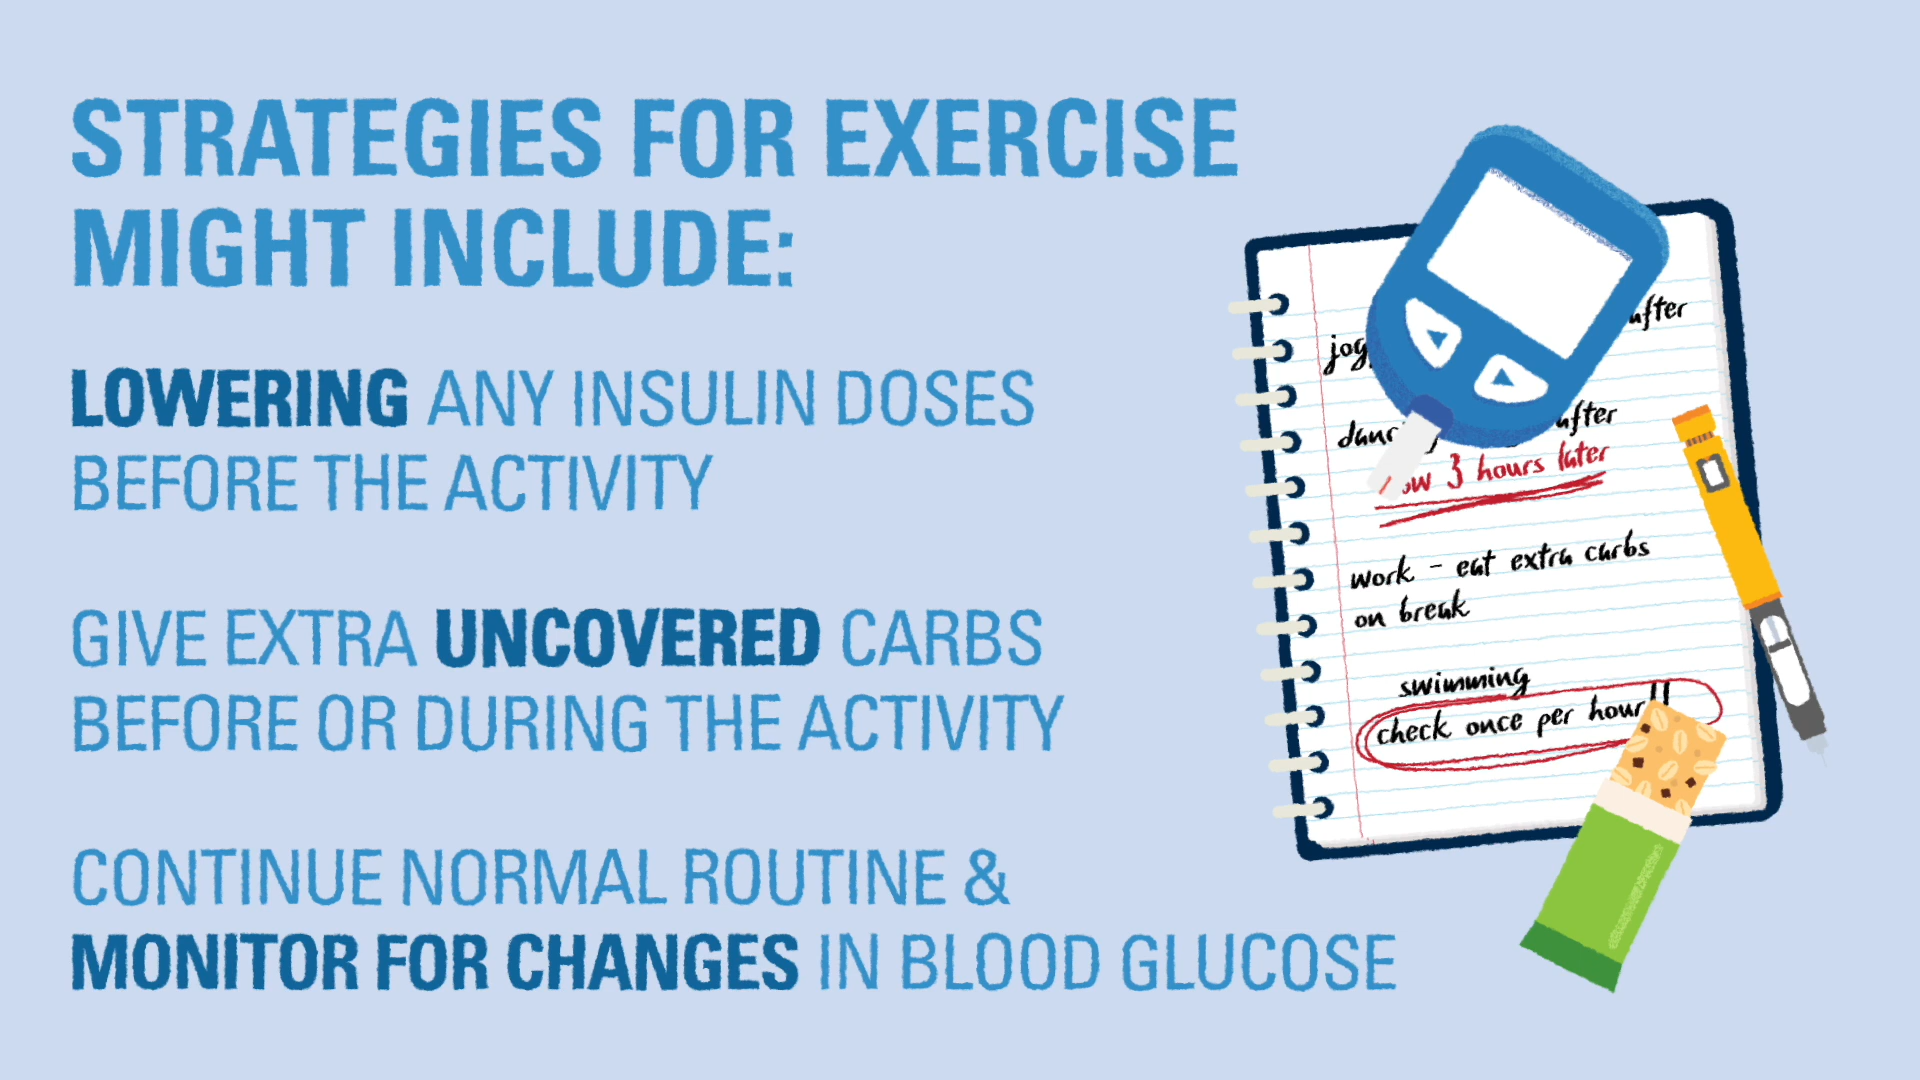 STRATEGIES FOR EXERCISE
MIGHT INCLUDE:
LOWERING ANY INSULIN DOSES
BEFORE THE ACTIVITY
GIVE EXTRA UNCOVERED CARBS
BEFORE OR DURING THE ACTIVITY
CONTINUE NORMAL ROUTINE &
MONITOR FOR CHANGES IN BLOOD GLUCOSE
after
after
3 hours later
work - eat extra carbs
on break
swimming
check once per hour!!